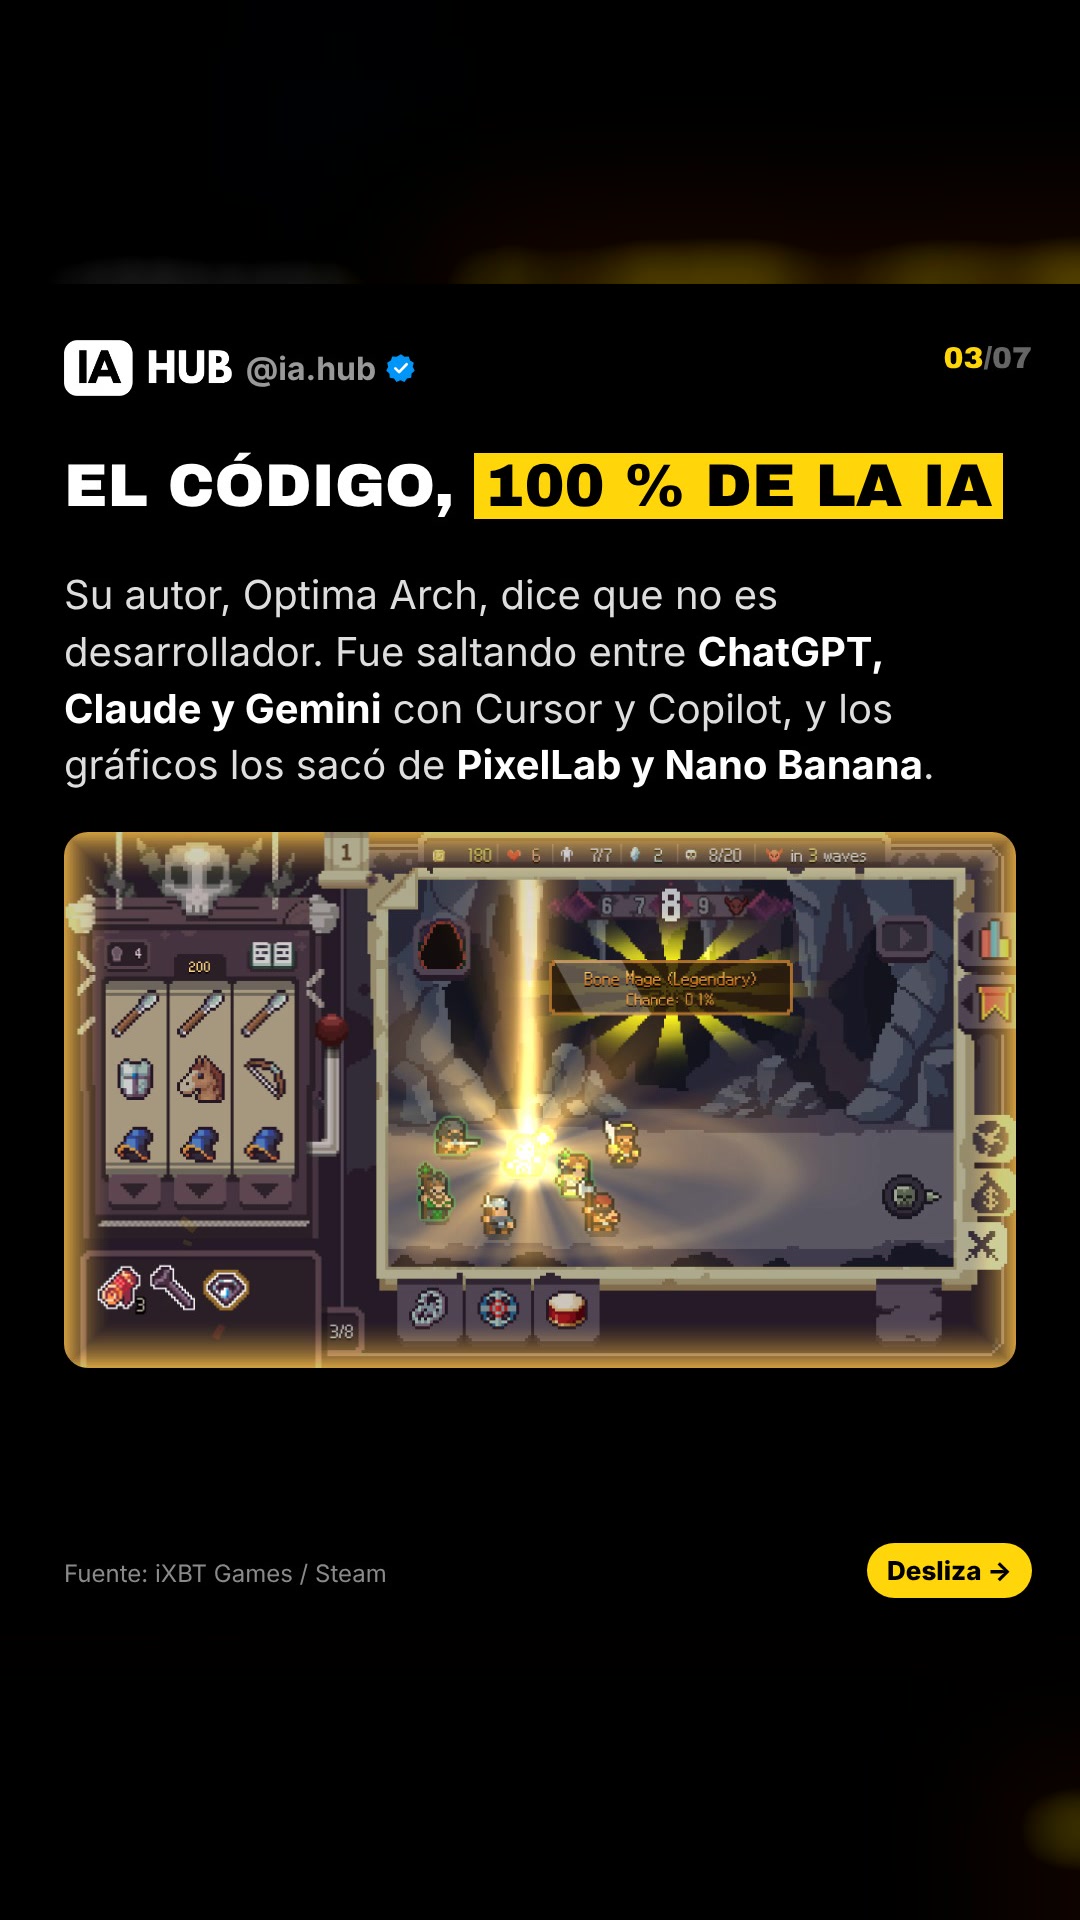 IA HUB @ia.hub
03/07
EL CÓDIGO, 100 % DE LA IA
Su autor, Optima Arch, dice que no es
desarrollador. Fue saltando entre ChatGPT,
Claude y Gemini con Cursor y Copilot, y los
gráficos los sacó de PixelLab y Nano Banana.
1
180 6 7/7 2 8/20 in 3 waves
6 7 8 9
4
200
Bone Mage (Legendary)
Chance: 0.1%
3
3/8
Fuente: iXBT Games / Steam
Desliza →